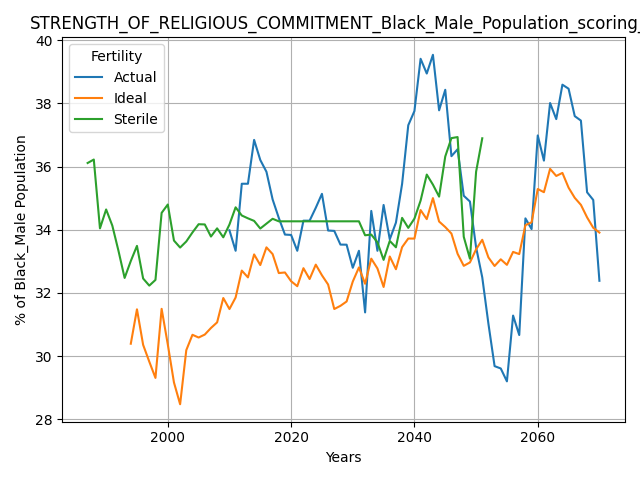 STRENGTH_OF_RELIGIOUS_COMMITMENT_Black_Male_Population_scoring_
40
38
36
34
32
30
28
% of Black_Male Population
Fertility
Actual
Ideal
Sterile
2000
2020
2040
2060
Years